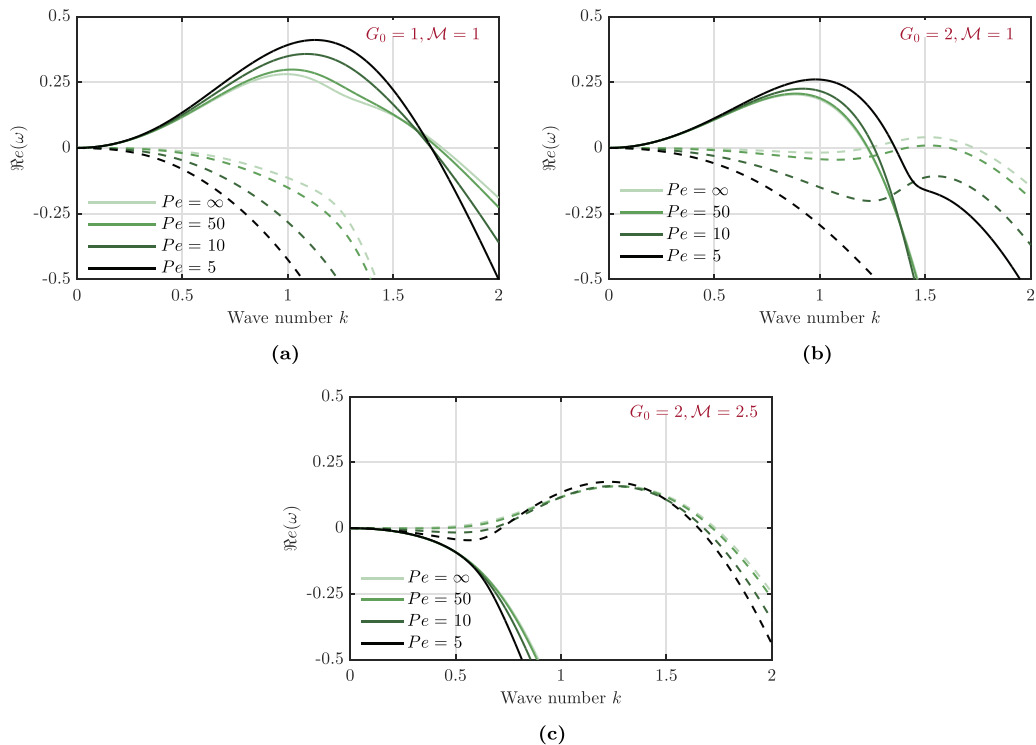 0.5
0.25
0
-0.25
-0.5
0
0.5
1
1.5
2
ℜe(ω)
Wave number k
G₀ = 1, ℳ = 1
Pe = ∞
Pe = 50
Pe = 10
Pe = 5
(a)
0.5
0.25
0
-0.25
-0.5
0
0.5
1
1.5
2
ℜe(ω)
Wave number k
G₀ = 2, ℳ = 1
Pe = ∞
Pe = 50
Pe = 10
Pe = 5
(b)
0.5
0.25
0
-0.25
-0.5
0
0.5
1
1.5
2
ℜe(ω)
Wave number k
G₀ = 2, ℳ = 2.5
Pe = ∞
Pe = 50
Pe = 10
Pe = 5
(c)